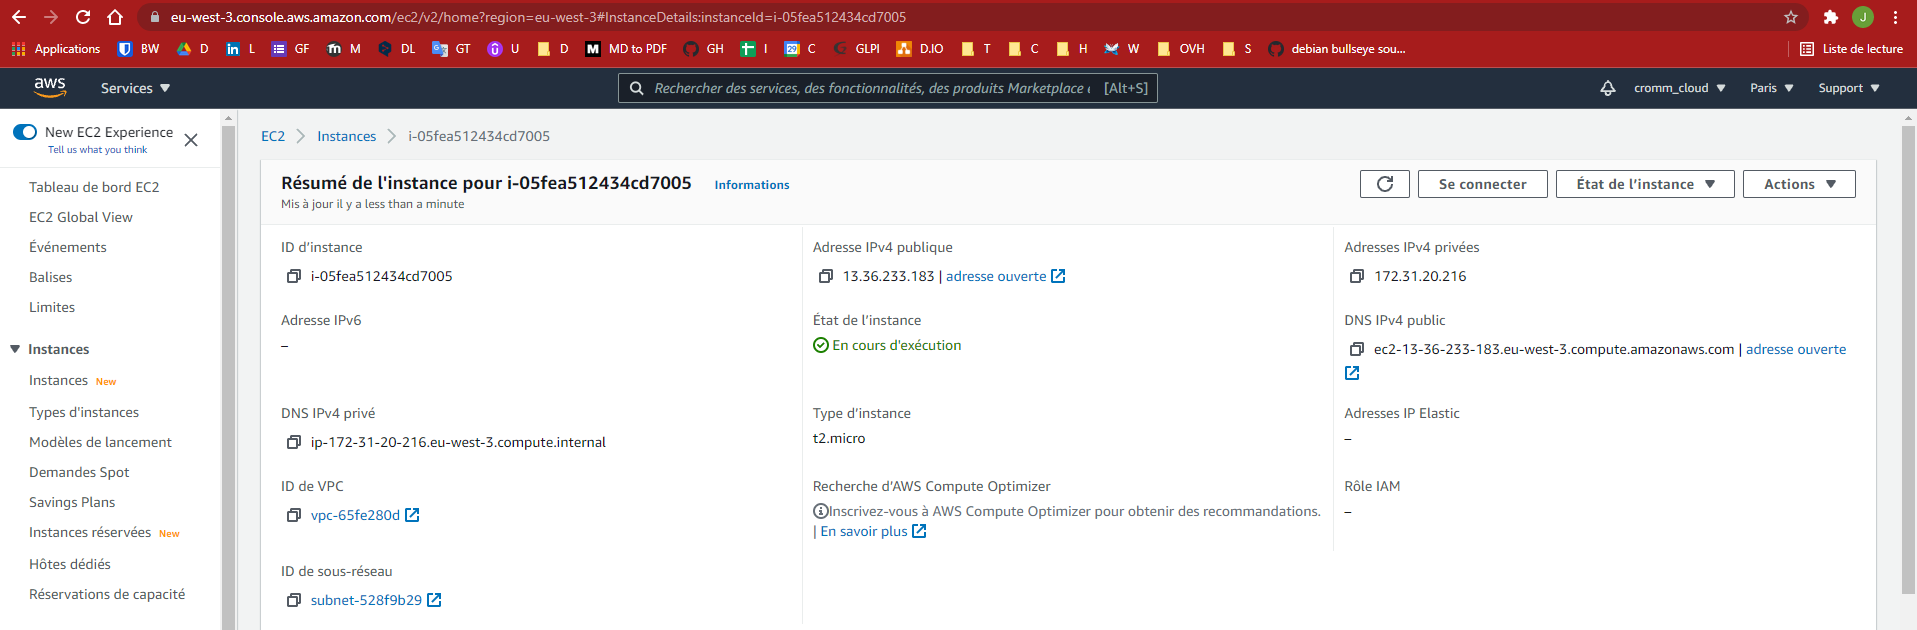 eu-west-3.console.aws.amazon.com/ec2/v2/home?region=eu-west-3#InstanceDetails:instanceId=i-05fea512434cd7005
J
Applications BW D in L GF m M DL GT U D M MD to PDF GH I 29 C GLPI D.IO T C H W OVH S debian bullseye sou... Liste de lecture
aws Services Rechercher des services, des fonctionnalités, des produits Marketplace [Alt+S] cromm_cloud Paris Support
New EC2 Experience
Tell us what you think
Tableau de bord EC2
EC2 Global View
Événements
Balises
Limites
Instances
Instances New
Types d'instances
Modèles de lancement
Demandes Spot
Savings Plans
Instances réservées New
Hôtes dédiés
Réservations de capacité
EC2 Instances i-05fea512434cd7005
Résumé de l'instance pour i-05fea512434cd7005 Informations
Mis à jour il y a less than a minute
Se connecter État de l'instance Actions
ID d'instance
i-05fea512434cd7005
Adresse IPv4 publique
13.36.233.183 | adresse ouverte
Adresses IPv4 privées
172.31.20.216
Adresse IPv6
–
État de l'instance
En cours d'exécution
DNS IPv4 public
ec2-13-36-233-183.eu-west-3.compute.amazonaws.com | adresse ouverte
DNS IPv4 privé
ip-172-31-20-216.eu-west-3.compute.internal
Type d'instance
t2.micro
Adresses IP Elastic
–
ID de VPC
vpc-65fe280d
Recherche d'AWS Compute Optimizer
Inscrivez-vous à AWS Compute Optimizer pour obtenir des recommandations.
| En savoir plus
Rôle IAM
–
ID de sous-réseau
subnet-528f9b29